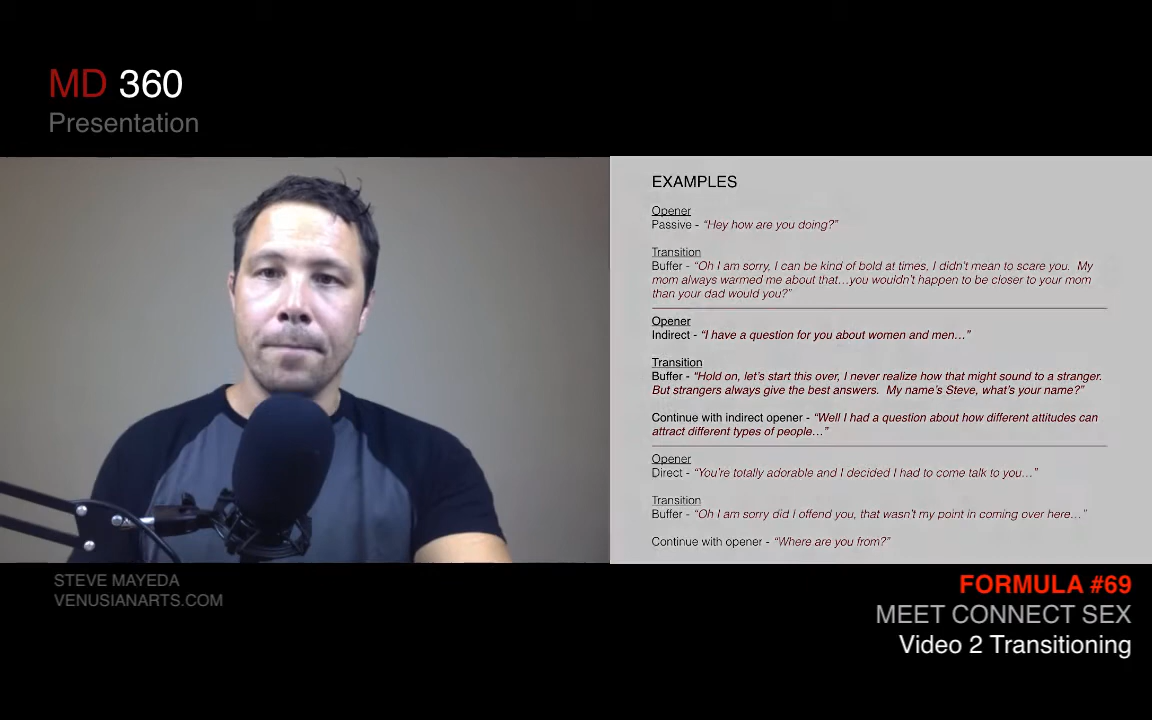 MD 360
Presentation
EXAMPLES
Opener
Passive - “Hey how are you doing?”
Transition
Buffer - “Oh I am sorry, I can be kind of bold at times, I didn’t mean to scare you. My
mom always warmed me about that…you wouldn’t happen to be closer to your mom
than your dad would you?”
Opener
Indirect - “I have a question for you about women and men…”
Transition
Buffer - “Hold on, let’s start this over, I never realize how that might sound to a stranger.
But strangers always give the best answers. My name’s Steve, what’s your name?”
Continue with indirect opener - “Well I had a question about how different attitudes can
attract different types of people…”
Opener
Direct - “You’re totally adorable and I decided I had to come talk to you…”
Transition
Buffer - “Oh I am sorry did I offend you, that wasn’t my point in coming over here…”
Continue with opener - “Where are you from?”
STEVE MAYEDA
VENUSIANARTS.COM
FORMULA #69
MEET CONNECT SEX
Video 2 Transitioning